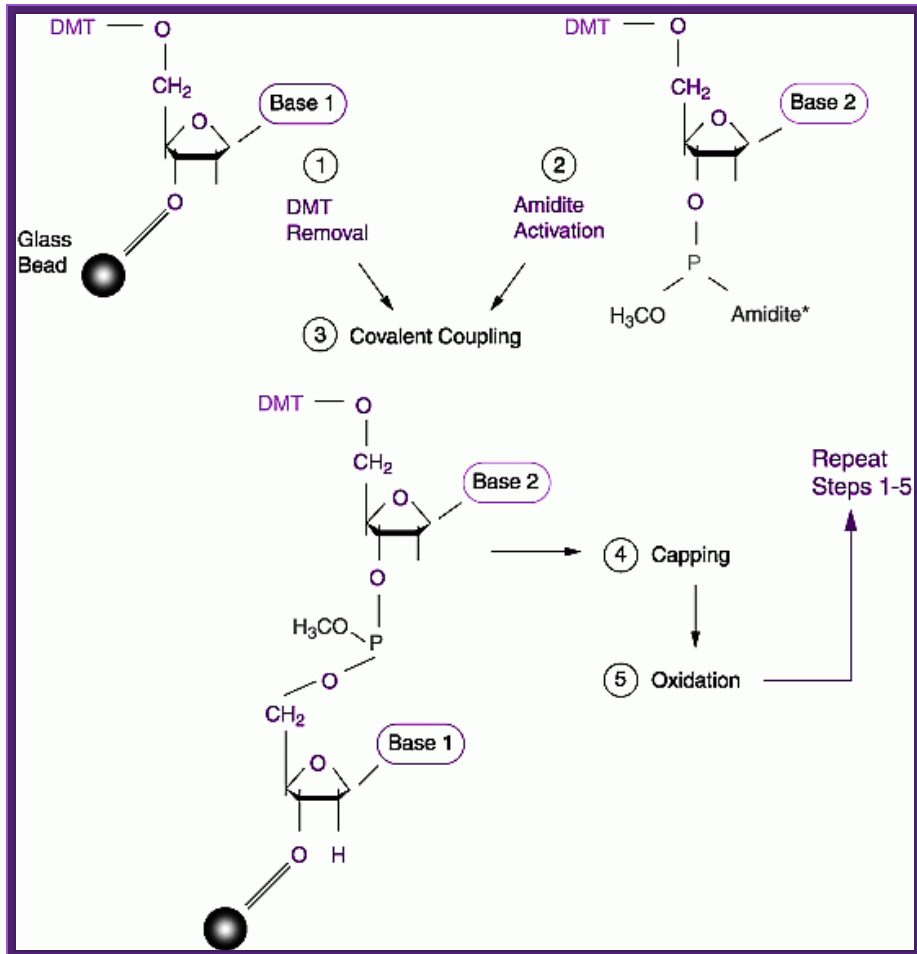 DMT — O
CH₂
O
Base 1
O
Glass
Bead
1
DMT
Removal
2
Amidite
Activation
DMT — O
CH₂
O
Base 2
O
P
H₃CO
Amidite*
3 Covalent Coupling
DMT — O
CH₂
O
Base 2
O
H₃CO
P
O
CH₂
O
Base 1
O H
4 Capping
5 Oxidation
Repeat
Steps 1-5